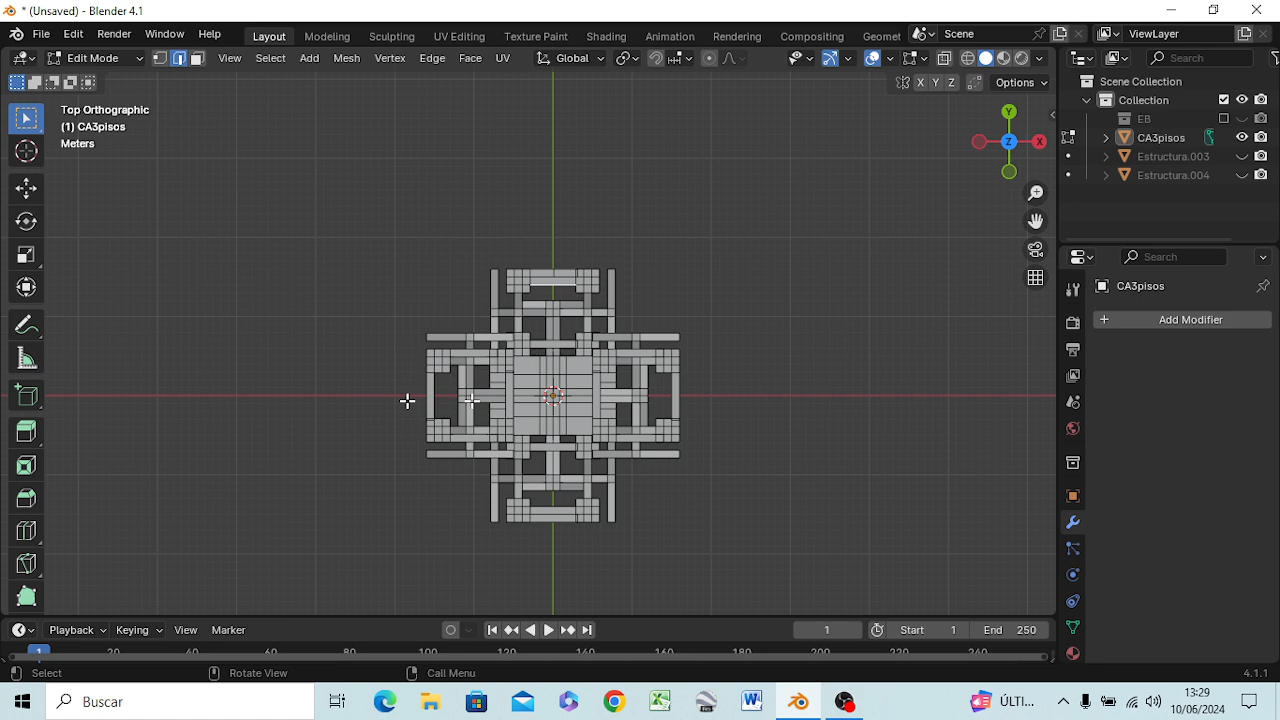 * (Unsaved) - Blender 4.1
File Edit Render Window Help Layout Modeling Sculpting UV Editing Texture Paint Shading Animation Rendering Compositing Geomet Scene ViewLayer
Edit Mode View Select Add Mesh Vertex Edge Face UV Global Search
X Y Z Options
Scene Collection
Collection
EB
CA3pisos
Estructura.003
Estructura.004
Top Orthographic
(1) CA3pisos
Meters
Y
Z
X
Search
CA3pisos
+ Add Modifier
Playback Keying View Marker 1 Start 1 End 250
1 20 40 60 80 100 120 140 160 180 200 220 240
Select Rotate View Call Menu 4.1.1
Buscar ÚLTI... 13:29
10/06/2024